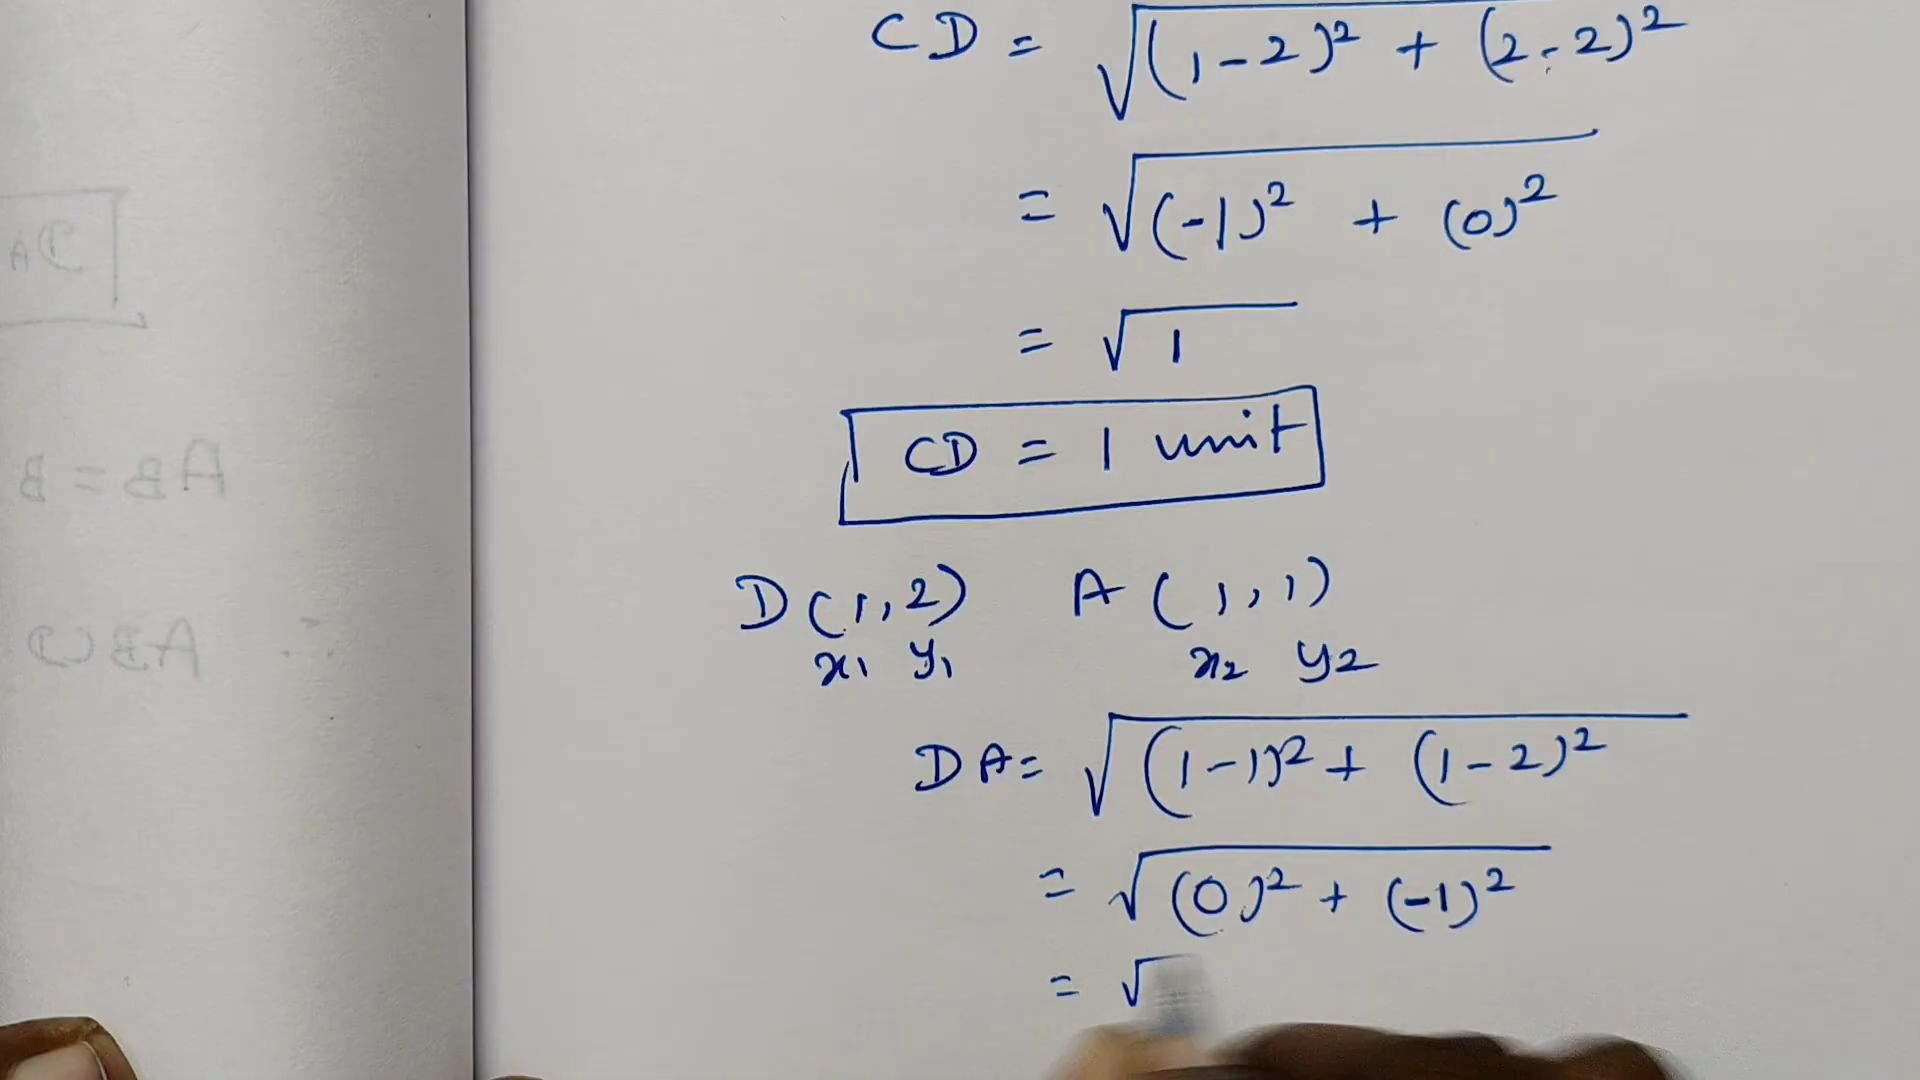 CD = √(1-2)² + (2-2)²
= √(-1)² + (0)²
= √1
CD = 1 unit
D(1,2) A(1,1)
x₁ y₁ x₂ y₂
DA= √(1-1)² + (1-2)²
= √(0)² + (-1)²
= √